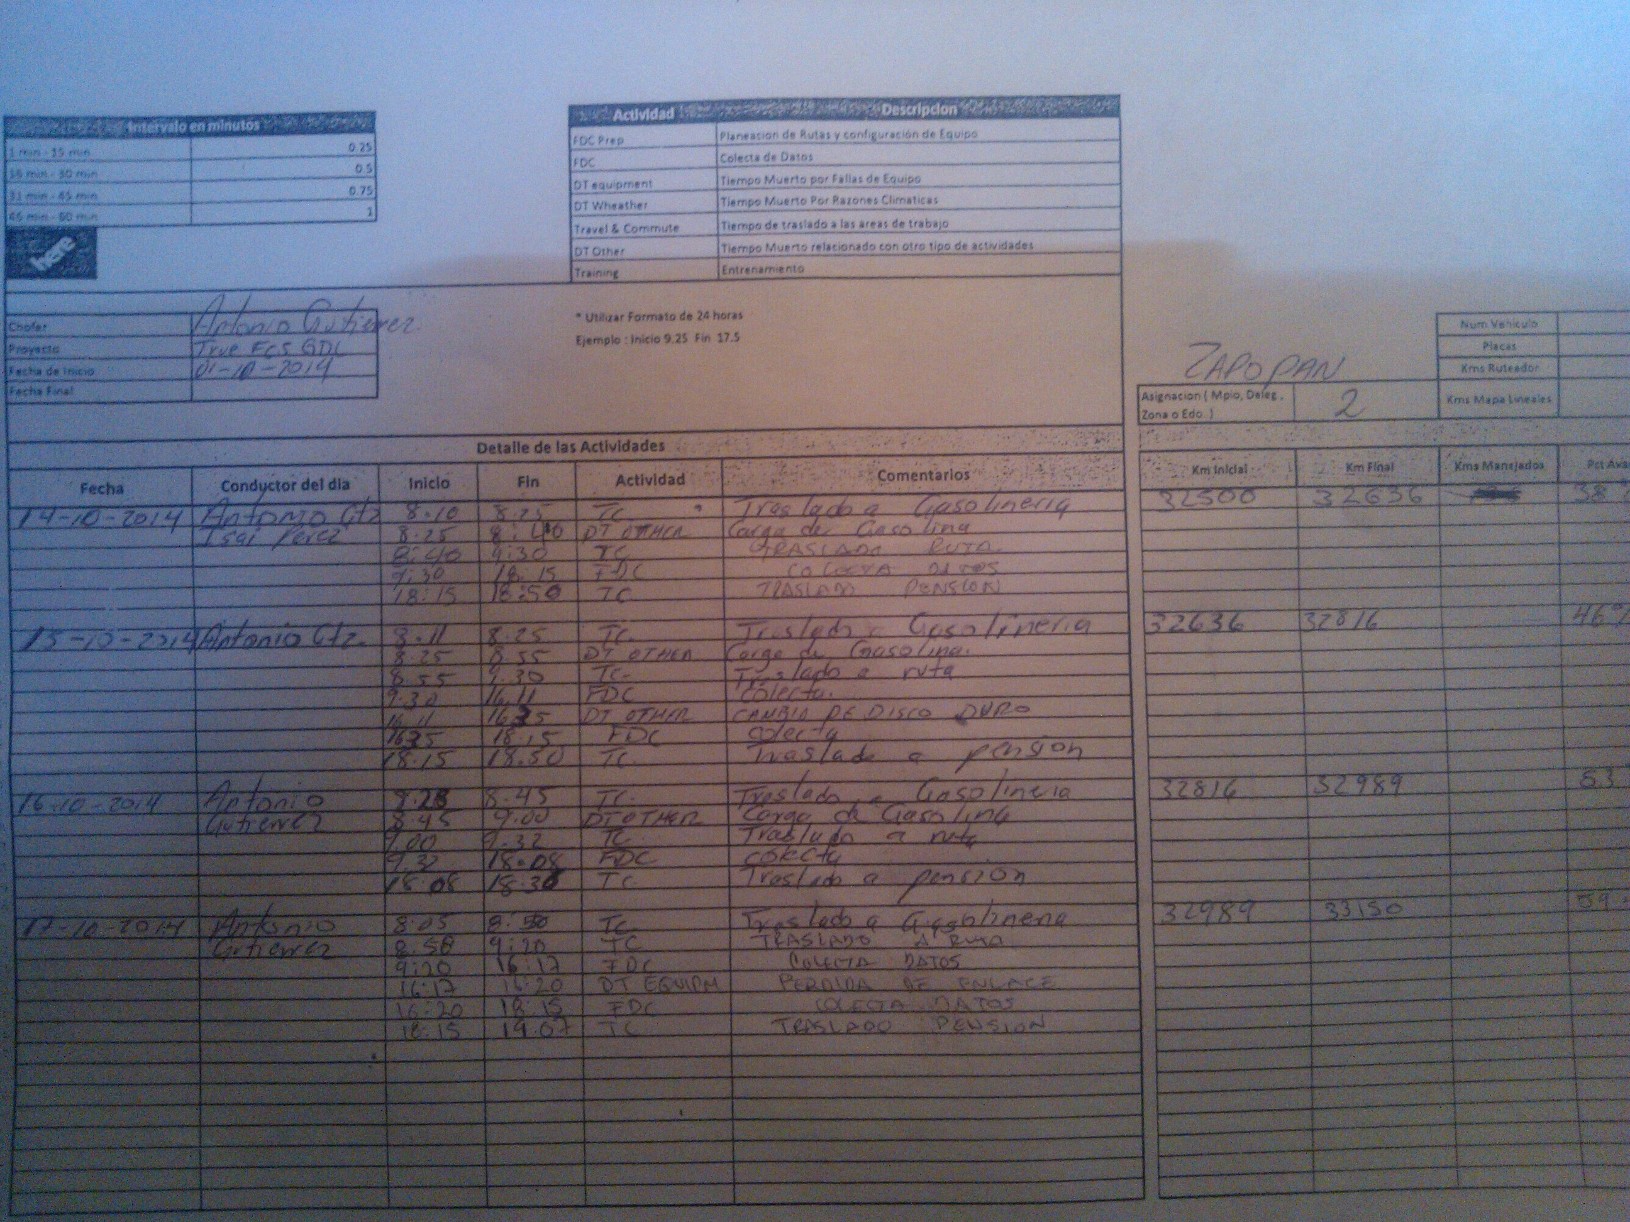 Intervalo en minutos
1 min - 15 min 0.25
16 min - 30 min 0.5
31 min - 45 min 0.75
46 min - 60 min 1
here
Actividad Descripcion
FDC Prep Planeacion de Rutas y configuración de Equipo
FDC Colecta de Datos
DT equipment Tiempo Muerto por Fallas de Equipo
DT Wheather Tiempo Muerto Por Razones Climaticas
Travel & Commute Tiempo de traslado a las areas de trabajo
DT Other Tiempo Muerto relacionado con otro tipo de actividades
Training Entrenamiento
Chofer Antonio Gutierrez
Proyecto True FCS GDL
Fecha de Inicio 01-10-2014
Fecha Final
* Utilizar Formato de 24 horas
Ejemplo : Inicio 9.25 Fin 17.5
ZAPOPAN
Asignacion ( Mpio, Deleg , Zona o Edo. ) 2
Num Vehiculo
Placas
Kms Ruteador
Kms Mapa Lineales
Detalle de las Actividades
Fecha Conductor del dia Inicio Fin Actividad Comentarios Km Inicial Km Final Kms Manejados Pct Ava
14-10-2014 Antonio Gtz 8.10 8.25 TC Traslado a Gasolineria 32500 32636 38
Isai Perez 8.25 8:40 DT OTHER Carga de Gasolina
8:40 9:30 TC TRASLADO RUTA
9:30 18:15 FDC COLECTA DATOS
18:15 18:50 TC TRASLADO PENSION
15-10-2014 Antonio Gtz. 8.11 8.25 TC. Traslado a Gasolineria 32636 32816 46%
8.25 8.55 DT OTHER Carga de Gasolina.
8.55 9.30 TC. Traslado a ruta
9.30 16.11 FDC colecta.
16.11 16.25 DT OTHER CAMBIO DE DISCO DURO
16.25 18.15 FDC colecta
18.15 18.50 TC. Traslado a pension
16-10-2014 Antonio 8.28 8.45 TC. Traslado a Gasolineria 32816 32989 53
Gutierrez 8.45 9.00 DT OTHER Carga de Gasolina
9.00 9.32 TC Traslado a ruta
9.32 18.08 FDC colecta
18.08 18.30 TC. Traslado a pension
17-10-2014 Antonio 8.05 8:50 TC Traslado a Gasolineria 32989 33150 59
Gutierrez 8:50 9:20 TC TRASLADO A RUTA
9:20 16:17 FDC COLECTA DATOS
16:17 16:20 DT EQUIPM PERDIDA DE ENLACE
16:20 18:15 FDC COLECTA DATOS
18:15 19.07 TC TRASLADO PENSION